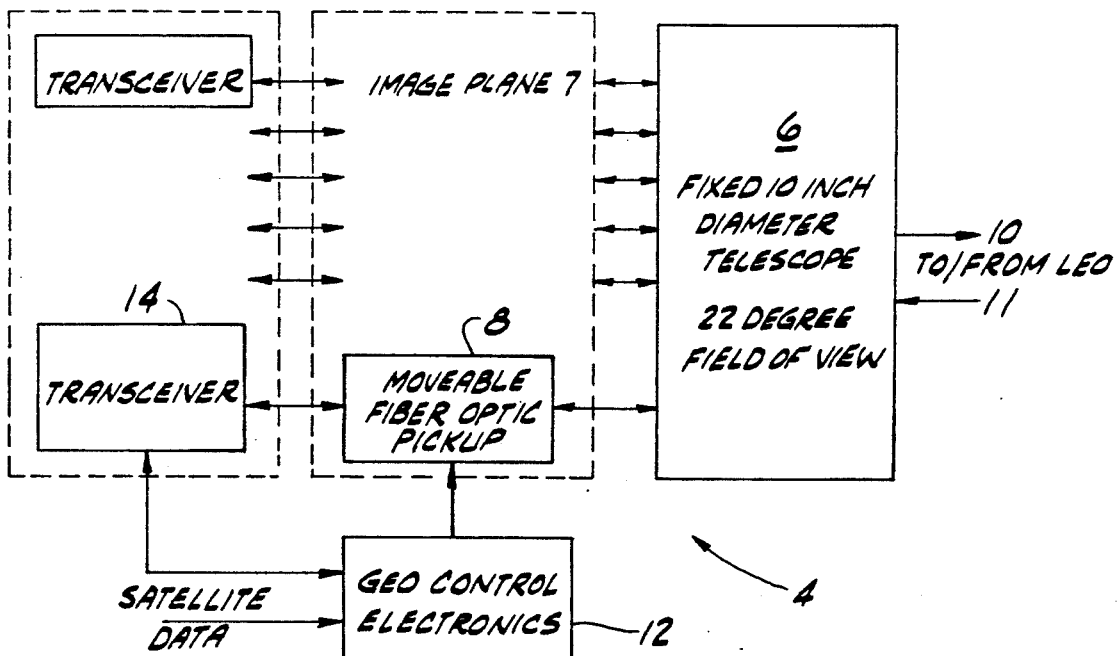 TRANSCEIVER
IMAGE PLANE 7
6
FIXED 10 INCH
DIAMETER
TELESCOPE
22 DEGREE
FIELD OF VIEW
10
TO/FROM LEO
11
14
TRANSCEIVER
8
MOVEABLE
FIBER OPTIC
PICKUP
SATELLITE
DATA
GEO CONTROL
ELECTRONICS
12
4